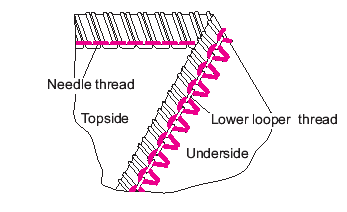 Needle thread
Topside
Lower looper thread
Underside